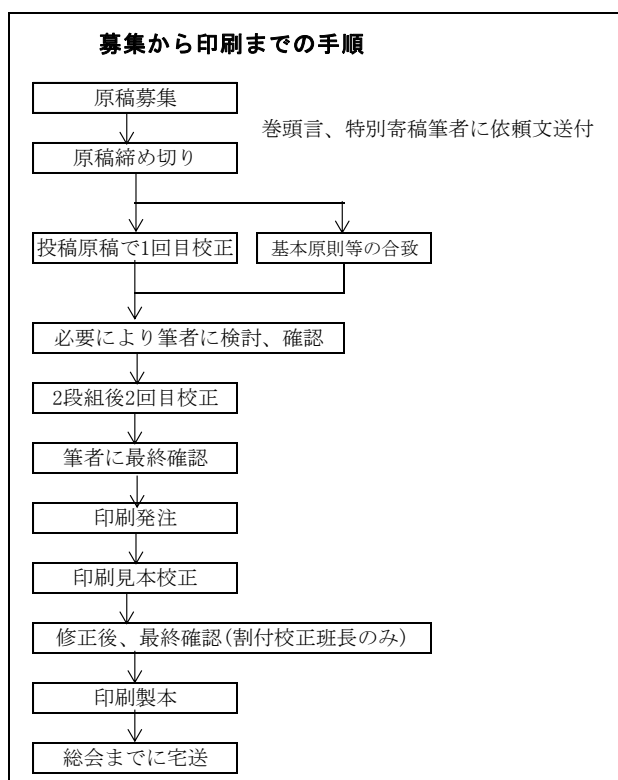 募集から印刷までの手順
原稿募集
巻頭言、特別寄稿筆者に依頼文送付
原稿締め切り
投稿原稿で1回目校正
基本原則等の合致
必要により筆者に検討、確認
2段組後2回目校正
筆者に最終確認
印刷発注
印刷見本校正
修正後、最終確認(割付校正班長のみ)
印刷製本
総会までに宅送